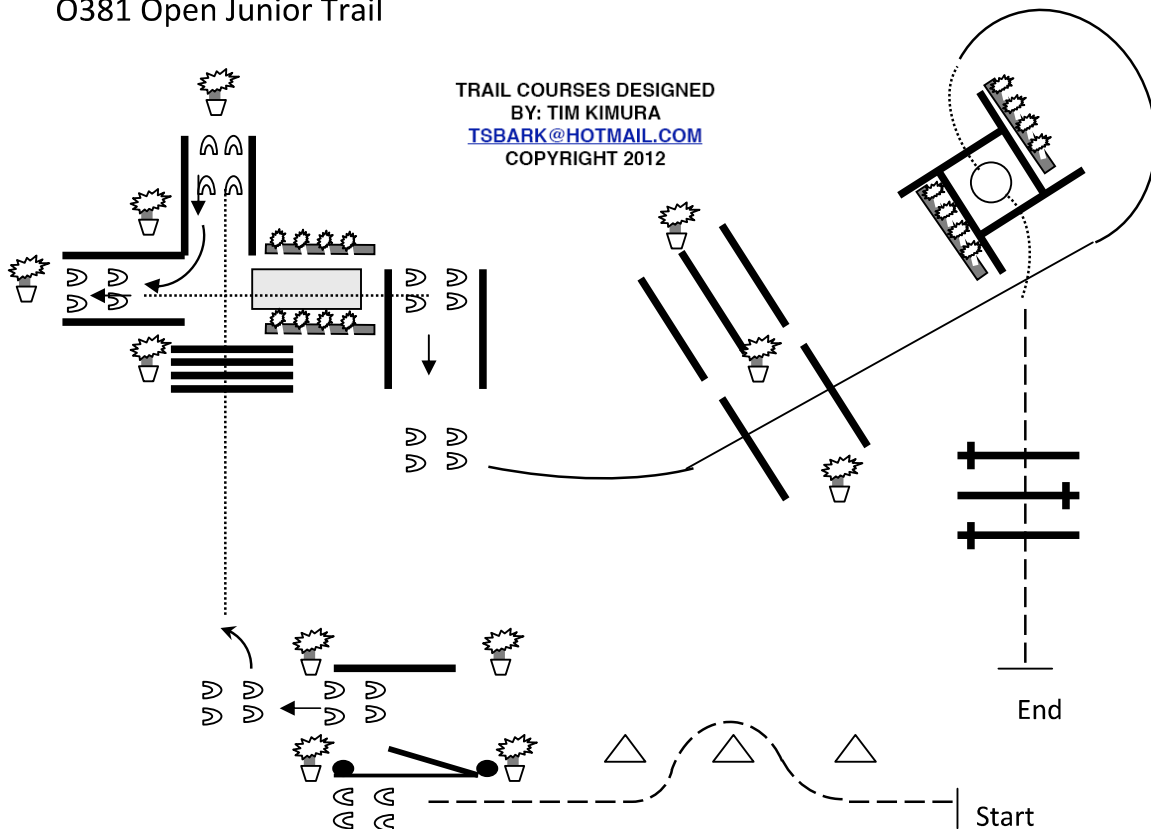 O381 Open Junior Trail
TRAIL COURSES DESIGNED
BY: TIM KIMURA
TSBARK@HOTMAIL.COM
COPYRIGHT 2012
End
Start